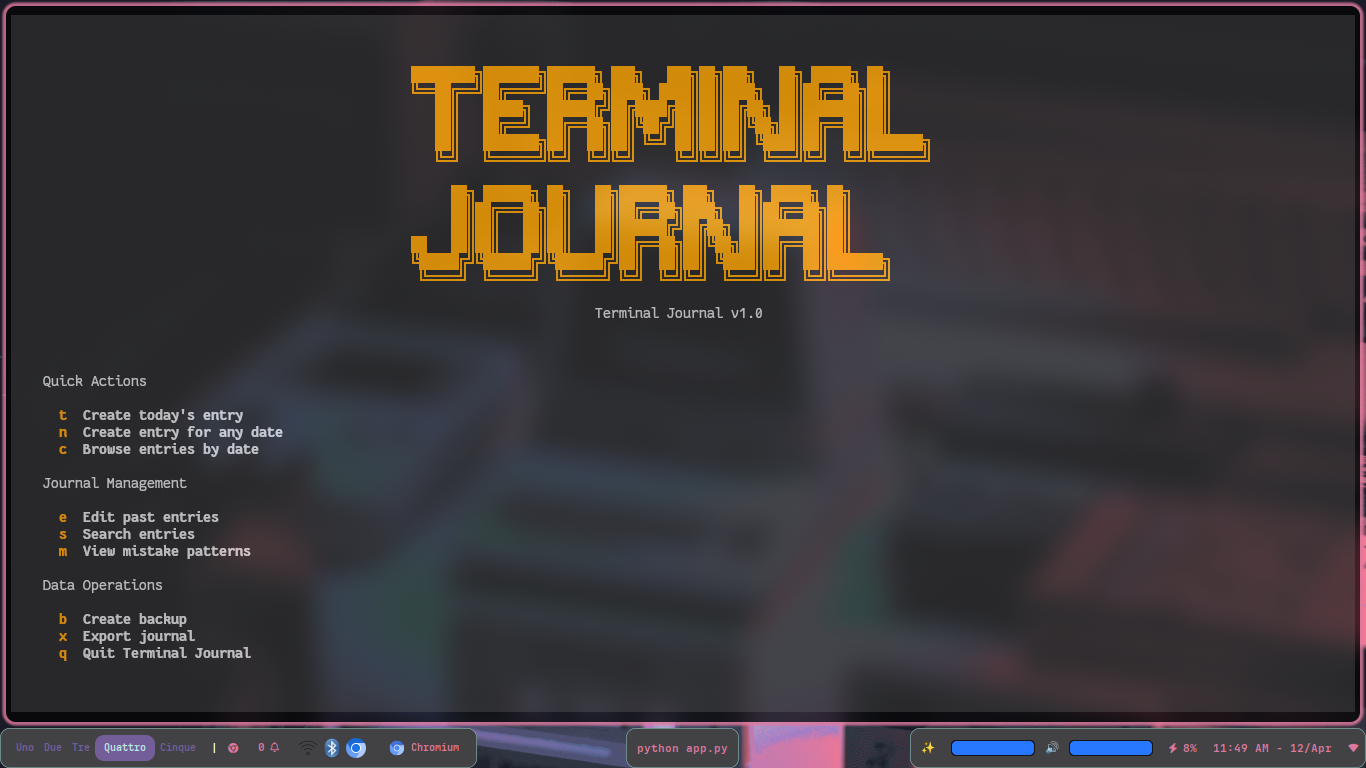 TERMINAL
JOURNAL
Terminal Journal v1.0
Quick Actions
t Create today's entry
n Create entry for any date
c Browse entries by date
Journal Management
e Edit past entries
s Search entries
m View mistake patterns
Data Operations
b Create backup
x Export journal
q Quit Terminal Journal
Uno Due Tre Quattro Cinque | 0 Chromium python app.py 8% 11:49 AM - 12/Apr